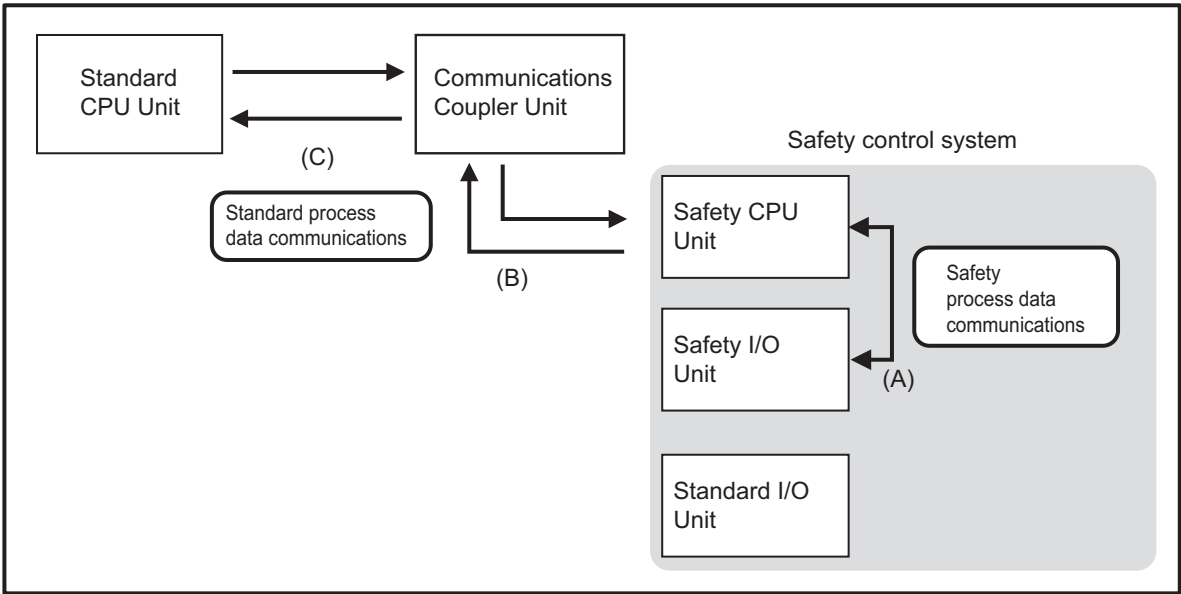 Standard
CPU Unit
Communications
Coupler Unit
(C)
Standard process
data communications
(B)
Safety control system
Safety CPU
Unit
Safety
process data
communications
Safety I/O
Unit
(A)
Standard I/O
Unit